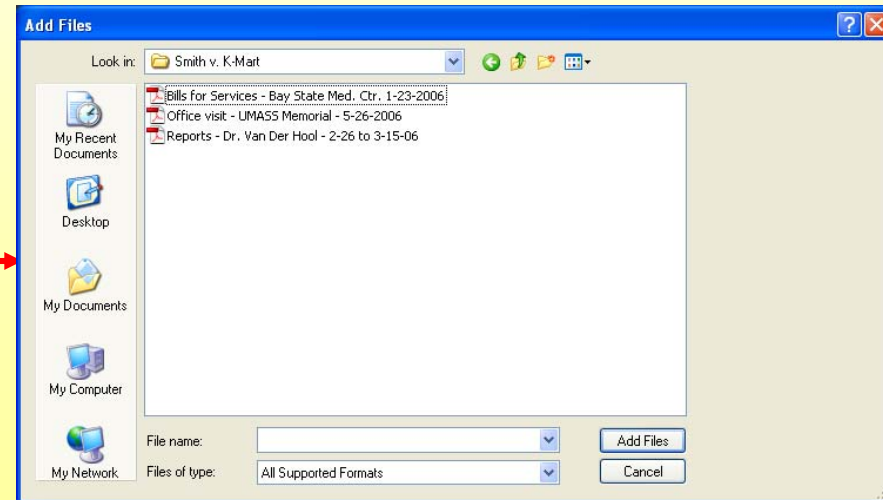 Add Files
Look in: Smith v. K-Mart
Bills for Services - Bay State Med. Ctr. 1-23-2006
Office visit - UMASS Memorial - 5-26-2006
Reports - Dr. Van Der Hool - 2-26 to 3-15-06
My Recent
Documents
Desktop
My Documents
My Computer
My Network
File name:
Add Files
Files of type: All Supported Formats
Cancel